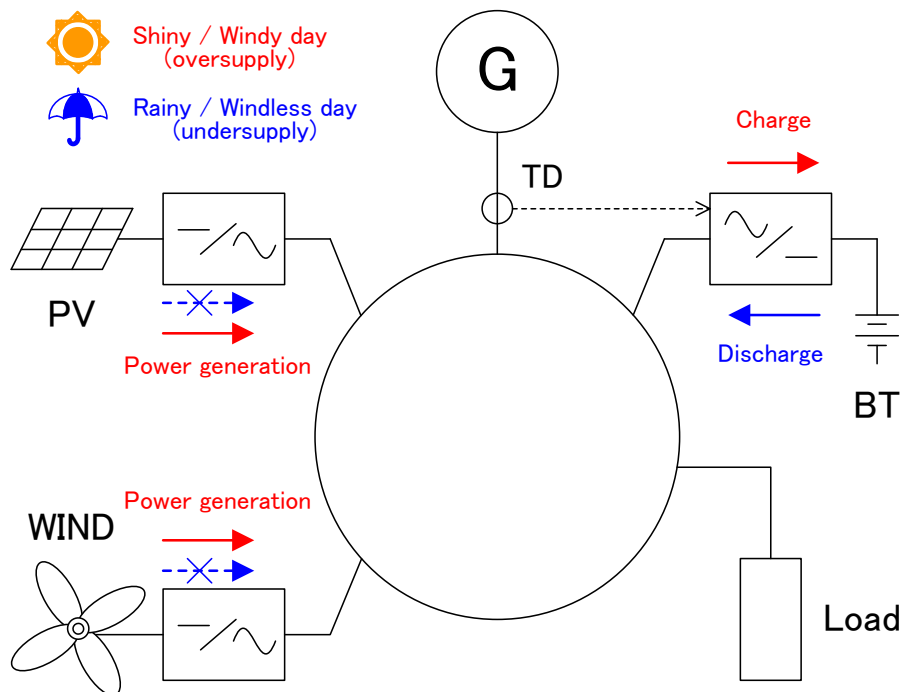 Shiny / Windy day
(oversupply)
Rainy / Windless day
(undersupply)
G
TD
Charge
Discharge
BT
PV
Power generation
Power generation
WIND
Load